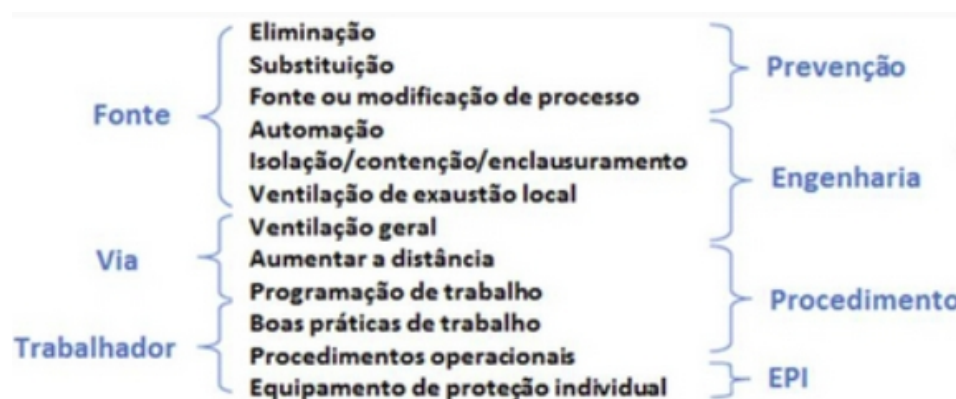 Eliminação
Substituição
Fonte ou modificação de processo
Prevenção
Fonte
Automação
Isolação/contenção/enclausuramento
Engenharia
Ventilação de exaustão local
Ventilação geral
Via
Aumentar a distância
Programação de trabalho
Procedimento
Boas práticas de trabalho
Trabalhador
Procedimentos operacionais
Equipamento de proteção individual
EPI